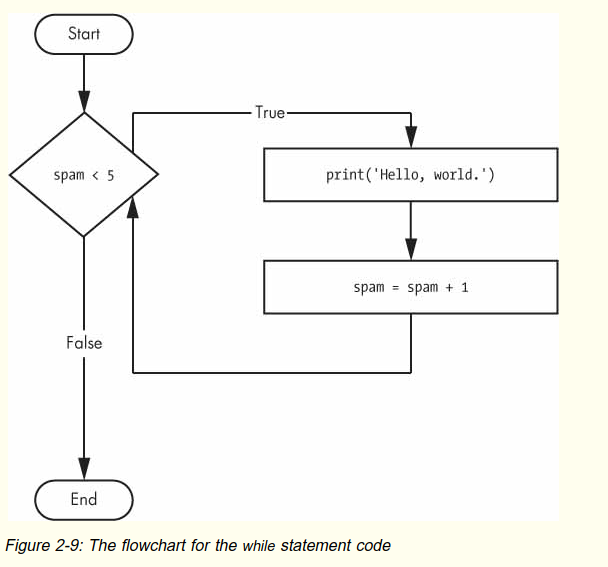 Start
True
spam < 5
print('Hello, world.')
spam = spam + 1
False
End
Figure 2-9: The flowchart for the while statement code